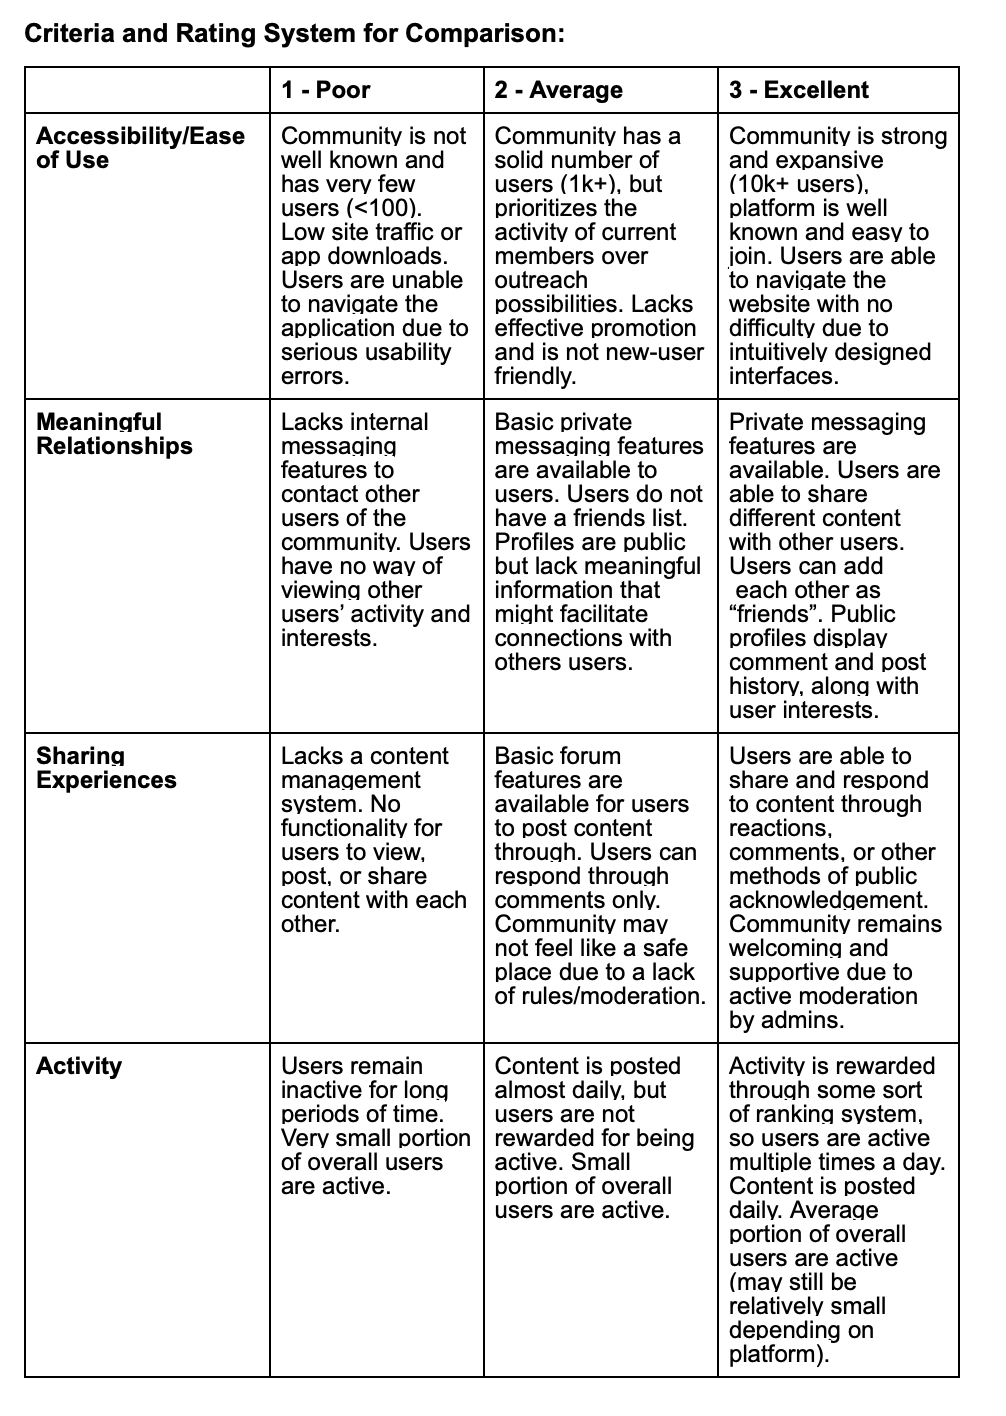 Criteria and Rating System for Comparison:
1 - Poor
2 - Average
3 - Excellent
Accessibility/Ease
of Use
Community is not
well known and
has very few
users (<100).
Low site traffic or
app downloads.
Users are unable
to navigate the
application due to
serious usability
errors.
Community has a
solid number of
users (1k+), but
prioritizes the
activity of current
members over
outreach
possibilities. Lacks
effective promotion
and is not new-user
friendly.
Community is strong
and expansive
(10k+ users),
platform is well
known and easy to
join. Users are able
to navigate the
website with no
difficulty due to
intuitively designed
interfaces.
Meaningful
Relationships
Lacks internal
messaging
features to
contact other
users of the
community. Users
have no way of
viewing other
users’ activity and
interests.
Basic private
messaging features
are available to
users. Users do not
have a friends list.
Profiles are public
but lack meaningful
information that
might facilitate
connections with
others users.
Private messaging
features are
available. Users are
able to share
different content
with other users.
Users can add
each other as
“friends”. Public
profiles display
comment and post
history, along with
user interests.
Sharing
Experiences
Lacks a content
management
system. No
functionality for
users to view,
post, or share
content with each
other.
Basic forum
features are
available for users
to post content
through. Users can
respond through
comments only.
Community may
not feel like a safe
place due to a lack
of rules/moderation.
Users are able to
share and respond
to content through
reactions,
comments, or other
methods of public
acknowledgement.
Community remains
welcoming and
supportive due to
active moderation
by admins.
Activity
Users remain
inactive for long
periods of time.
Very small portion
of overall users
are active.
Content is posted
almost daily, but
users are not
rewarded for being
active. Small
portion of overall
users are active.
Activity is rewarded
through some sort
of ranking system,
so users are active
multiple times a day.
Content is posted
daily. Average
portion of overall
users are active
(may still be
relatively small
depending on
platform).